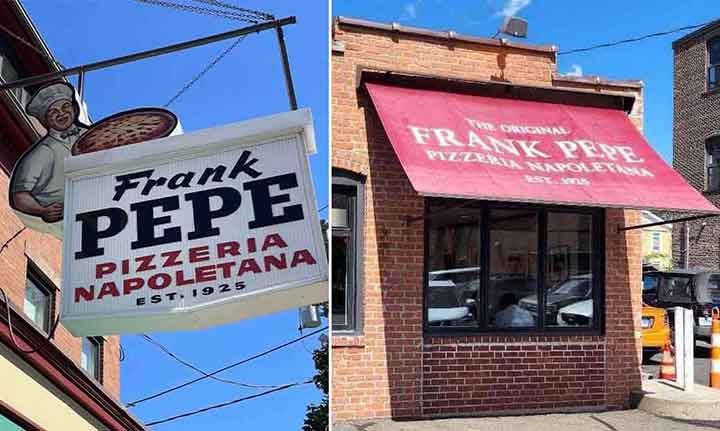 Frank
PEPE
PIZZERIA
NAPOLETANA
EST. 1925
THE ORIGINAL
FRANK PEPE
PIZZERIA NAPOLETANA
EST. 1925